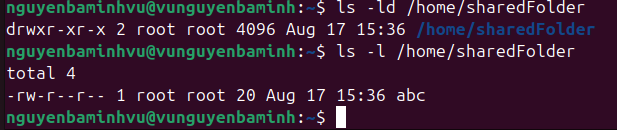 nguyenbaminhvu@vunguyenbaminh:~$ ls -ld /home/sharedFolder
drwxr-xr-x 2 root root 4096 Aug 17 15:36 /home/sharedFolder
nguyenbaminhvu@vunguyenbaminh:~$ ls -l /home/sharedFolder
total 4
-rw-r--r-- 1 root root 20 Aug 17 15:36 abc
nguyenbaminhvu@vunguyenbaminh:~$